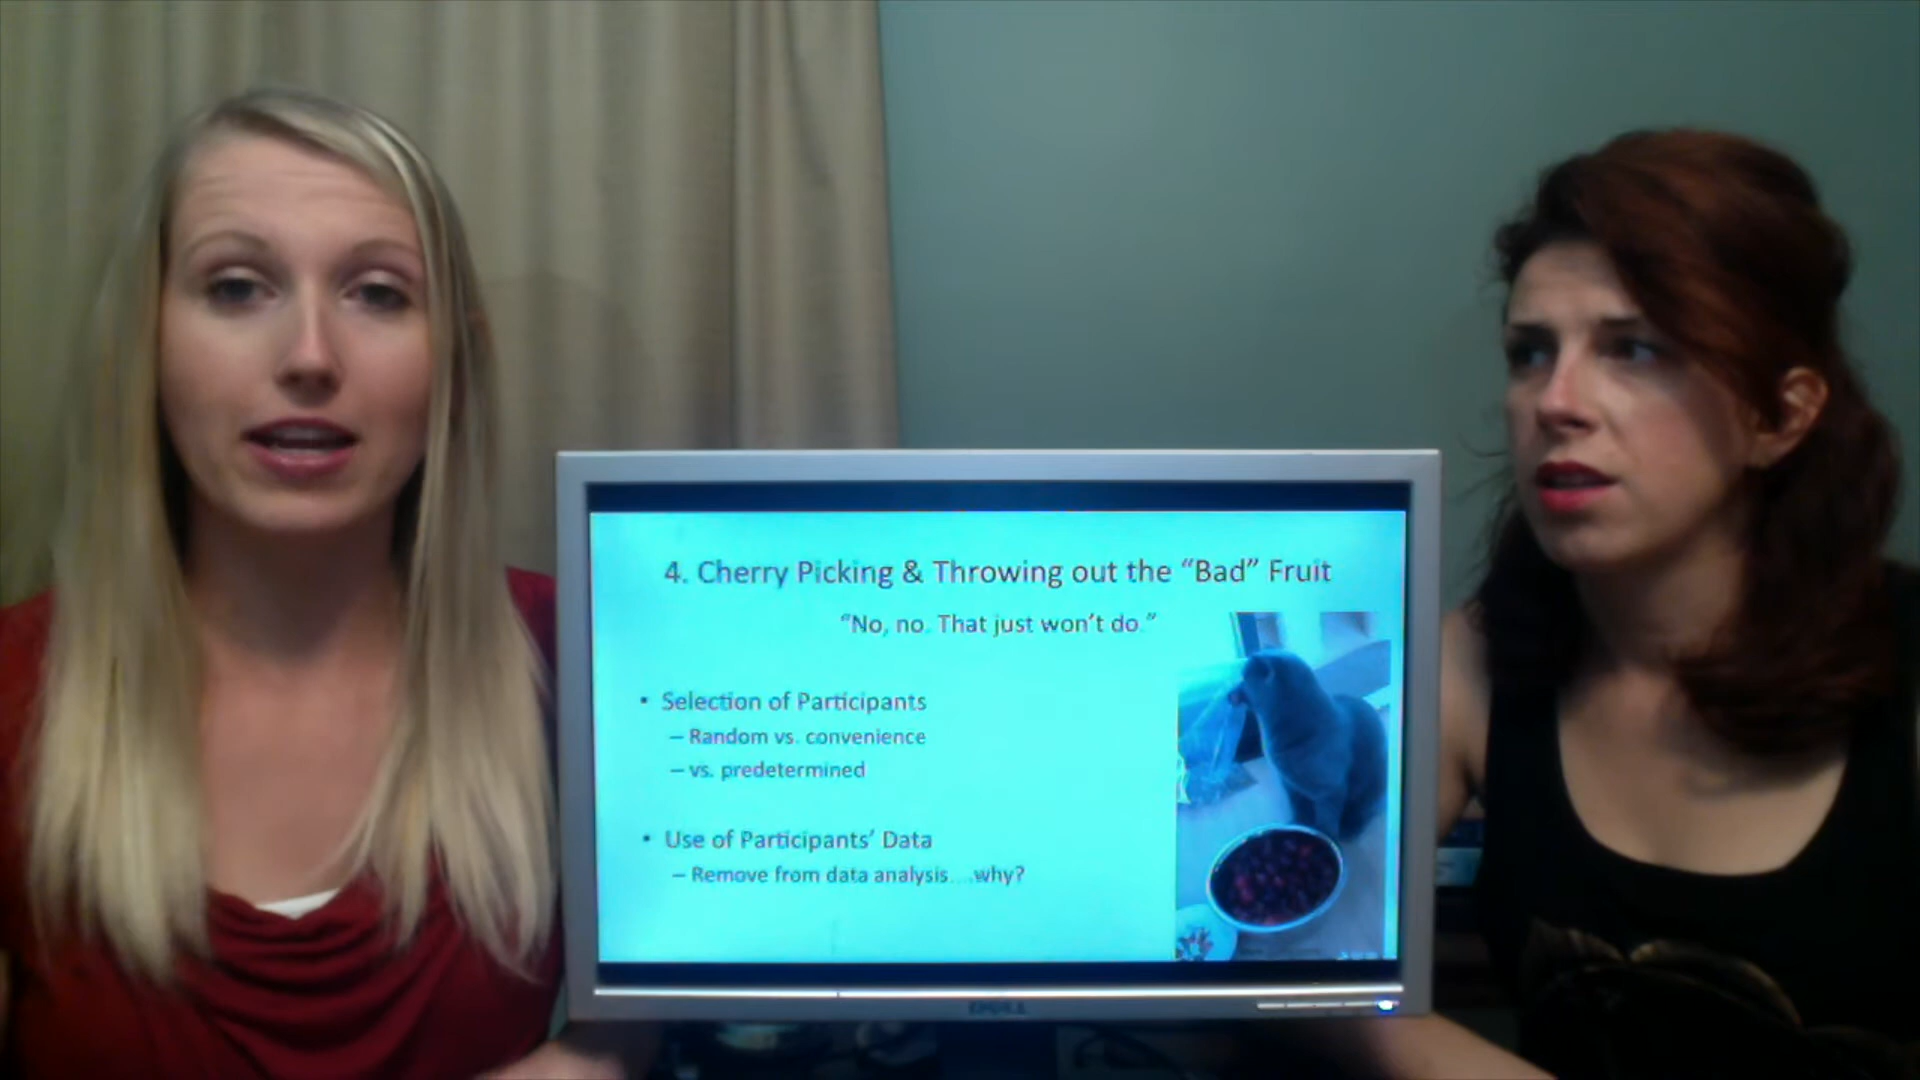 4. Cherry Picking & Throwing out the “Bad” Fruit
“No, no. That just won’t do.”
• Selection of Participants
– Random vs. convenience
– vs. predetermined
• Use of Participants’ Data
– Remove from data analysis....why?
DELL